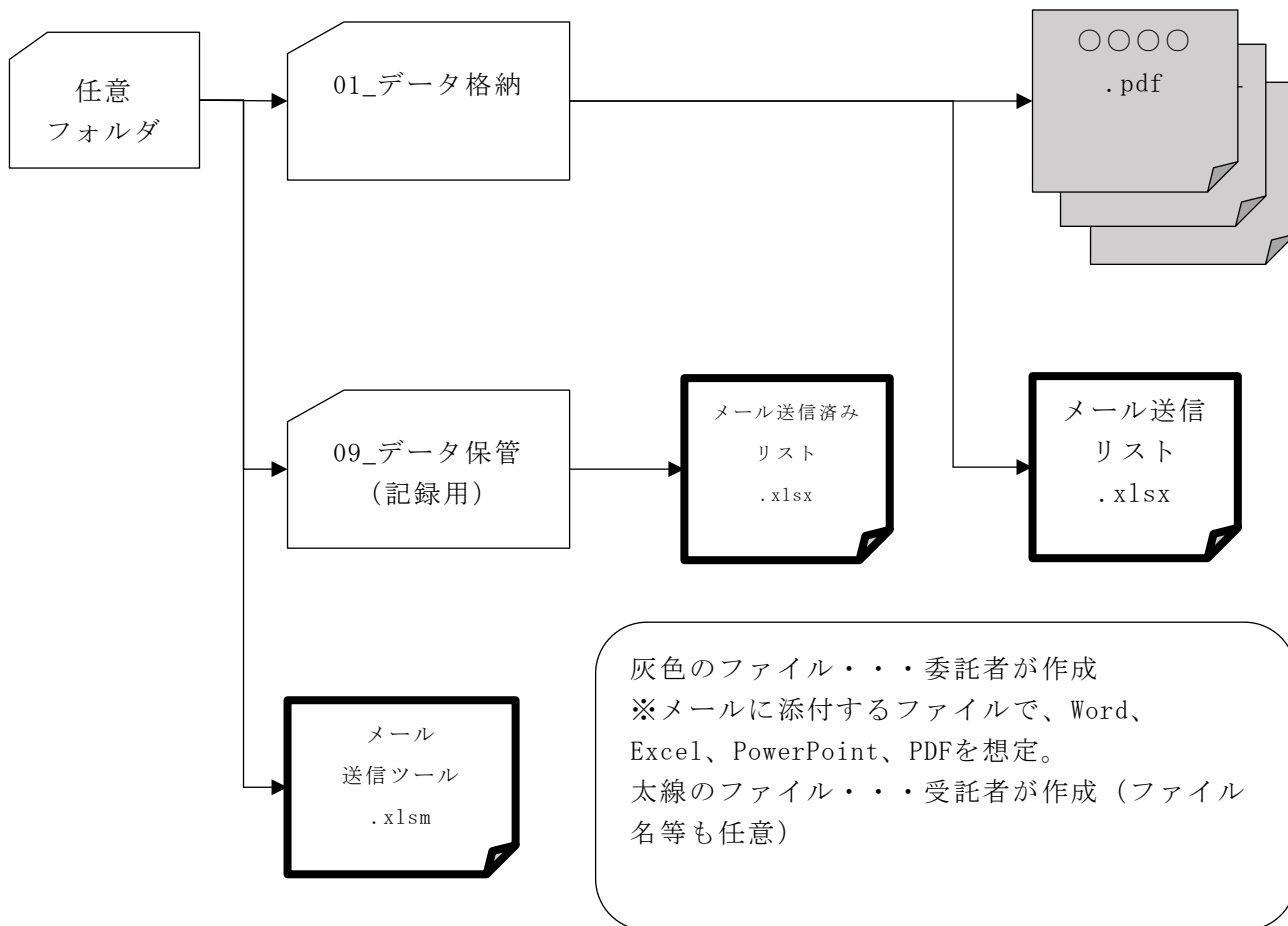 任意
フォルダ
01_データ格納
○○○○
.pdf
09_データ保管
(記録用)
メール送信済み
リスト
.xlsx
メール送信
リスト
.xlsx
メール
送信ツール
.xlsm
灰色のファイル・・・委託者が作成
※メールに添付するファイルで、Word、
Excel、PowerPoint、PDFを想定。
太線のファイル・・・受託者が作成（ファイル
名等も任意）